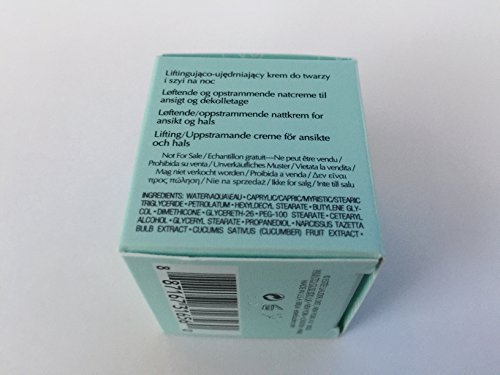 Liftingująco-ujędrniający krem do twarzy
i szyi na noc
Løftende og opstrammende natcreme til
ansigt og dekolletage
Løftende/oppstrammende nattkrem for
ansikt og hals
Lifting/Uppstramande creme för ansikte
och hals
Not For Sale / Echantillon gratuit—Ne peut être vendu /
Prohibida su venta / Unverkäufliches Muster / Vietata la vendita /
Mag niet verkocht worden / Proibida a venda / Δεν είναι
προς πώληση / Nie na sprzedaż / Ikke for salg / Inte till salu
INGREDIENTS: WATER\AQUA\EAU • CAPRYLIC/CAPRIC/MYRISTIC/STEARIC
TRIGLYCERIDE • PETROLATUM • HEXYLDECYL STEARATE • BUTYLENE GLY-
COL • DIMETHICONE • GLYCERETH-26 • PEG-100 STEARATE • CETEARYL
ALCOHOL • GLYCERYL STEARATE • PROPANEDIOL • NARCISSUS TAZETTA
BULB EXTRACT • CUCUMIS SATIVUS (CUCUMBER) FRUIT EXTRACT •